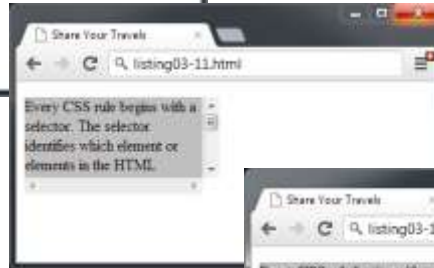 Share Your Travels
listing03-11.html
Every CSS rule begins with a
selector. The selector
identifies which element or
elements in the HTML
Share Your Travels
listing03-1